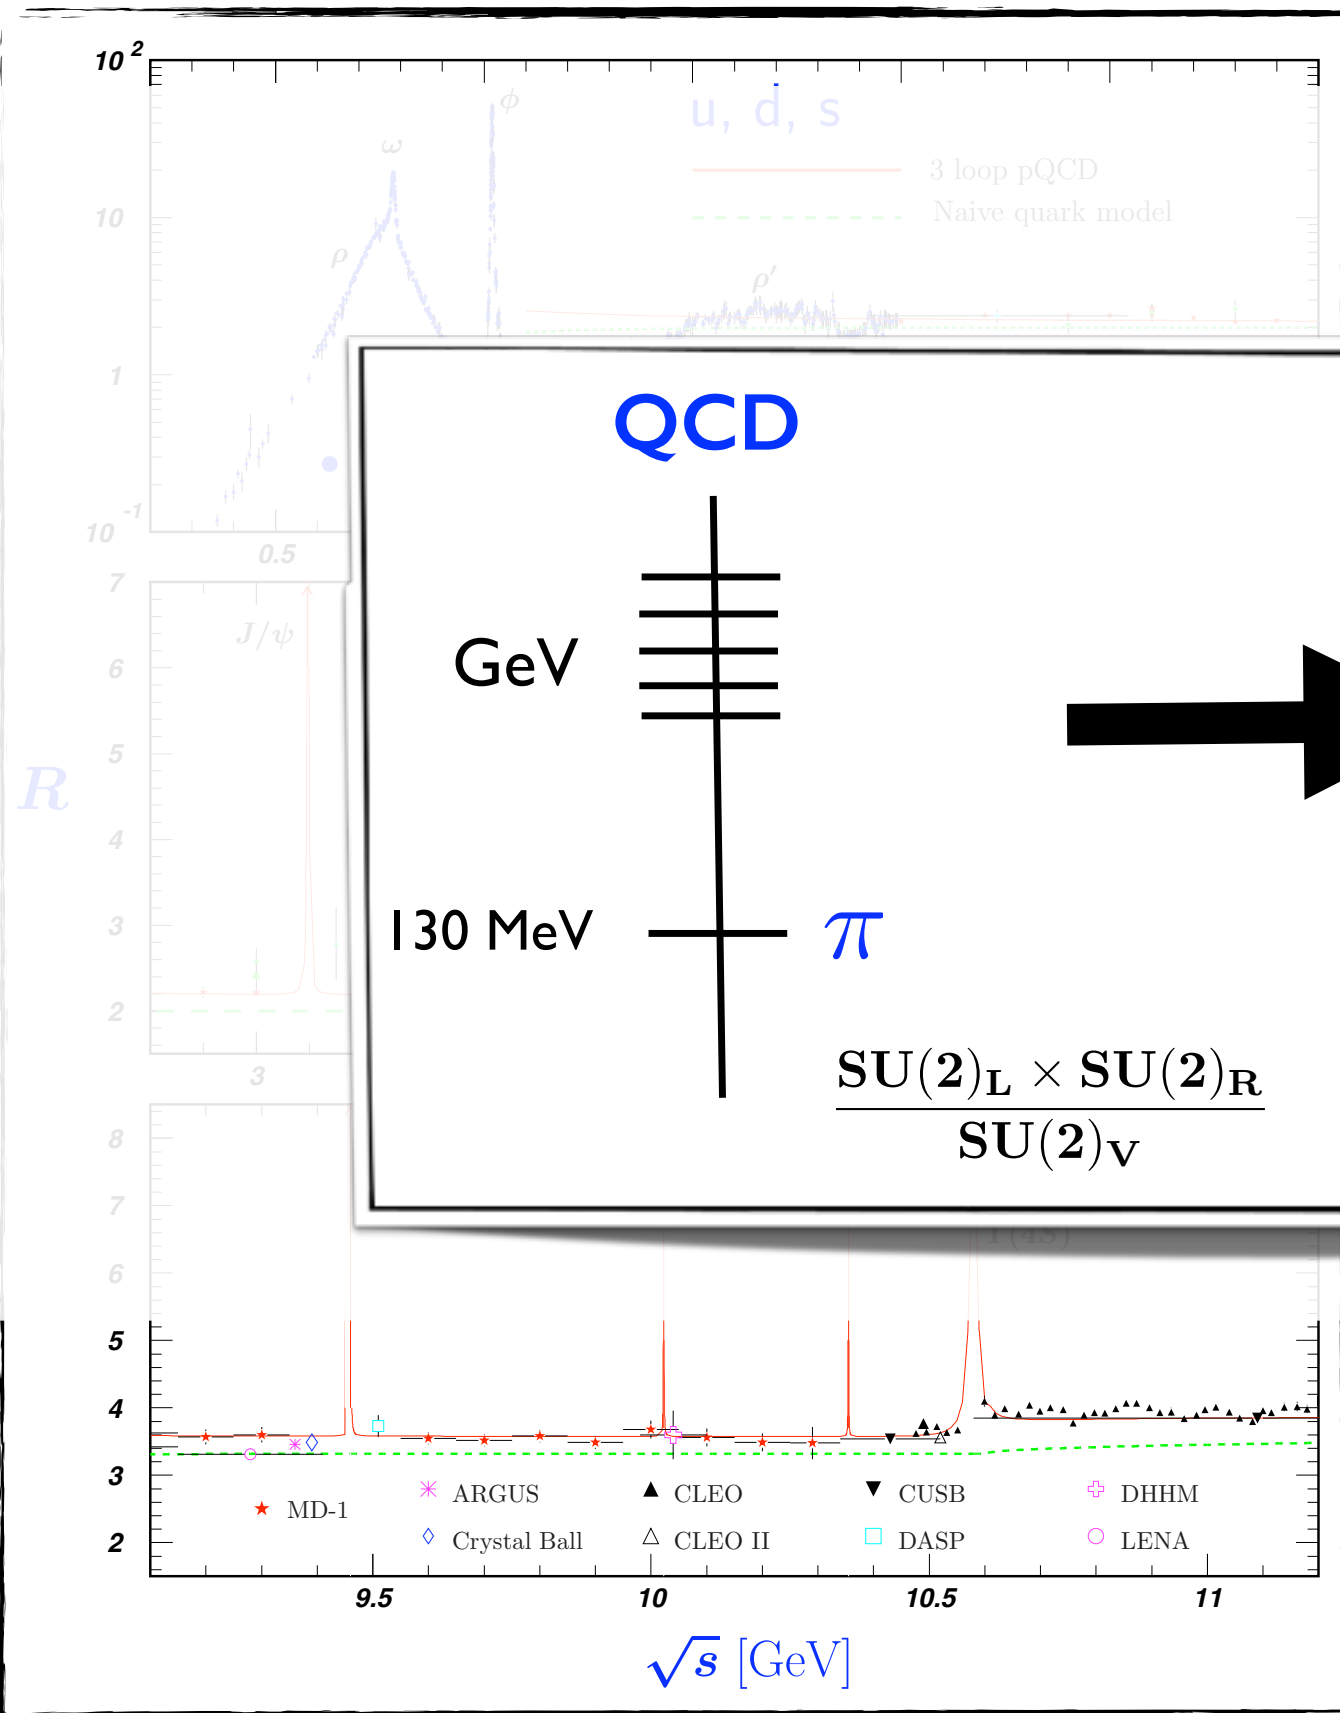 10 2
ϕ
u, d, s
ω
3 loop pQCD
10
Naive quark model
ρ
ρ′
1
10 -1
0.5
QCD
7
J/ψ
6
GeV
5
R
4
3
130 MeV
π
2
3
SU(2)L × SU(2)R
SU(2)V
8
7
6
5
4
3
2
MD-1
ARGUS
CLEO
CUSB
DHHM
Crystal Ball
CLEO II
DASP
LENA
9.5
10
10.5
11
√s [GeV]